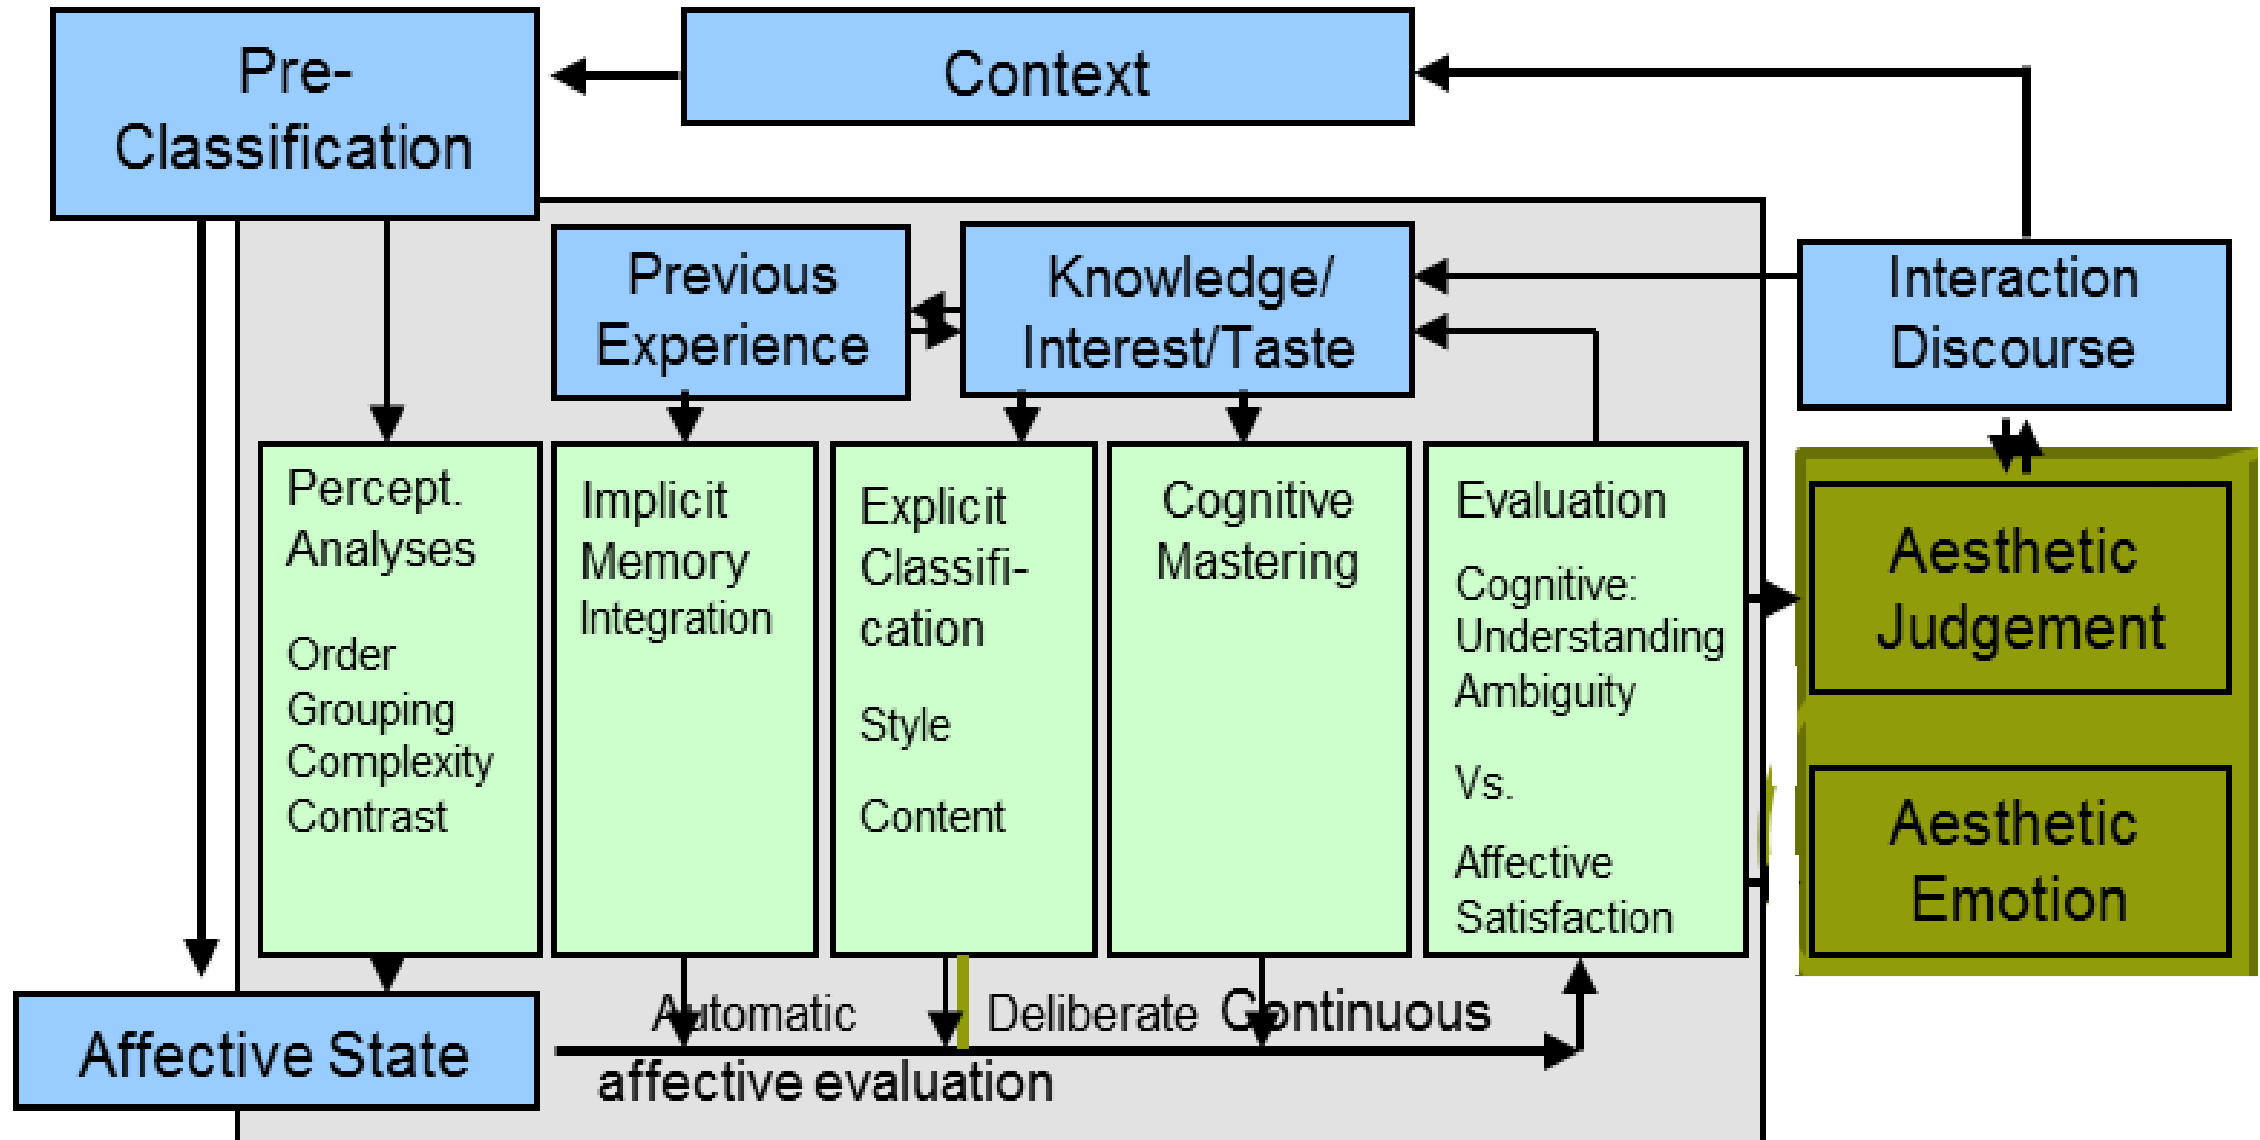 Pre-
Classification
Context
Previous
Experience
Knowledge/
Interest/Taste
Interaction
Discourse
Percept.
Analyses
Order
Grouping
Complexity
Contrast
Implicit
Memory
Integration
Explicit
Classifi-
cation
Style
Content
Cognitive
Mastering
Evaluation
Cognitive:
Understanding
Ambiguity
Vs.
Affective
Satisfaction
Aesthetic
Judgement
Aesthetic
Emotion
Affective State
Automatic
Deliberate Continuous
affective evaluation